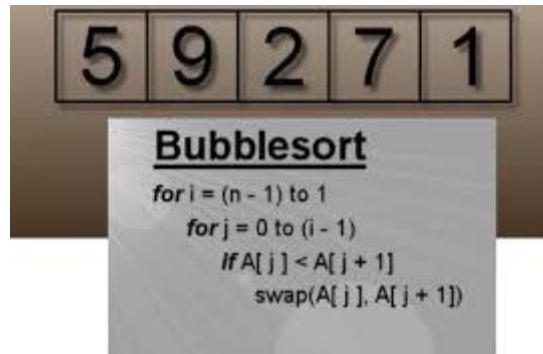 5 9 2 7 1
Bubblesort
for i = (n - 1) to 1
for j = 0 to (i - 1)
if A[ j ] < A[ j + 1]
swap(A[ j ], A[ j + 1])